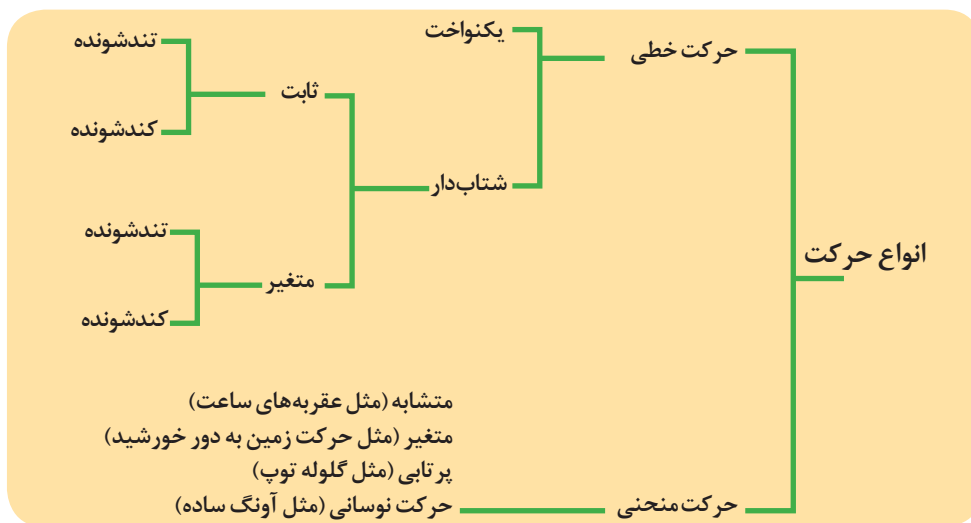 انواع حرکت
حرکت خطی
یکنواخت
شتاب‌دار
ثابت
تندشونده
کندشونده
متغیر
تندشونده
کندشونده
حرکت منحنی
متشابه (مثل عقربه‌های ساعت)
متغیر (مثل حرکت زمین به دور خورشید)
پرتابی (مثل گلوله توپ)
حرکت نوسانی (مثل آونگ ساده)